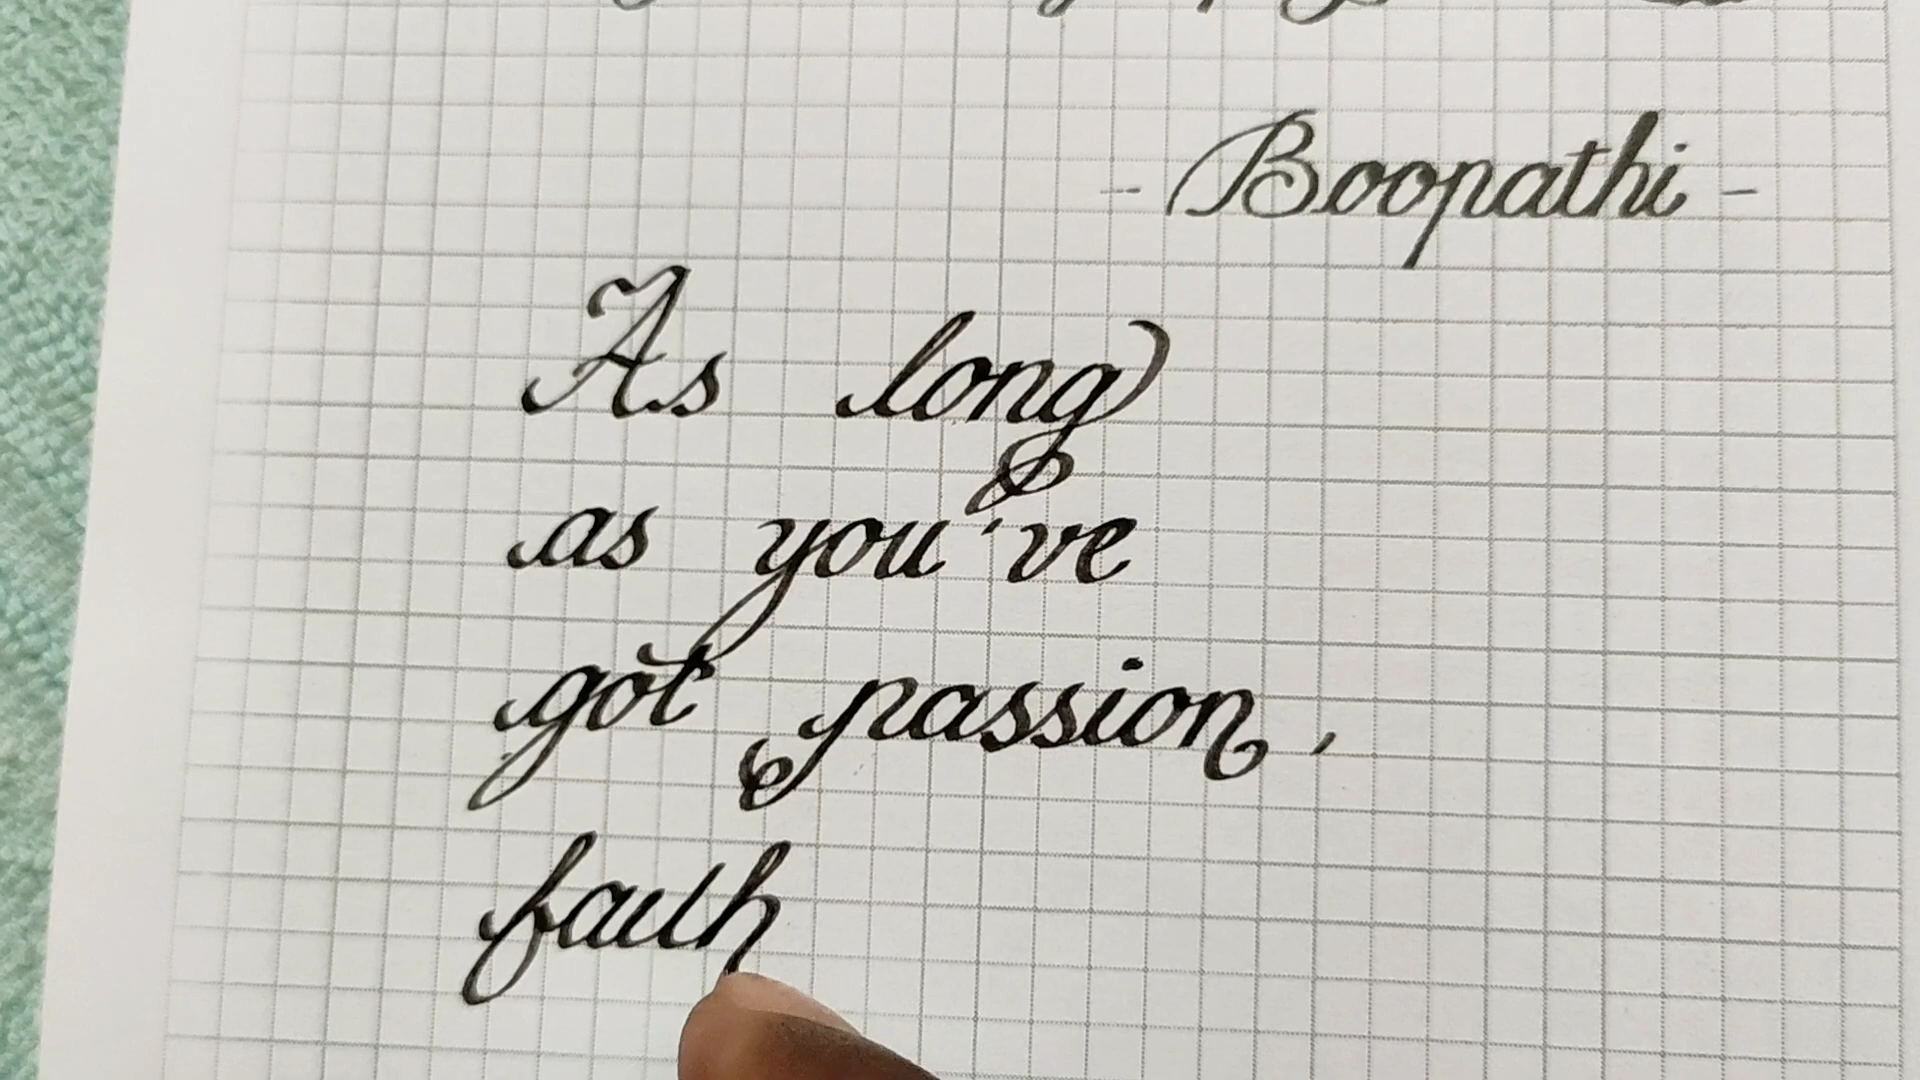 - Boopathi -
As long
as you've
got passion,
faith